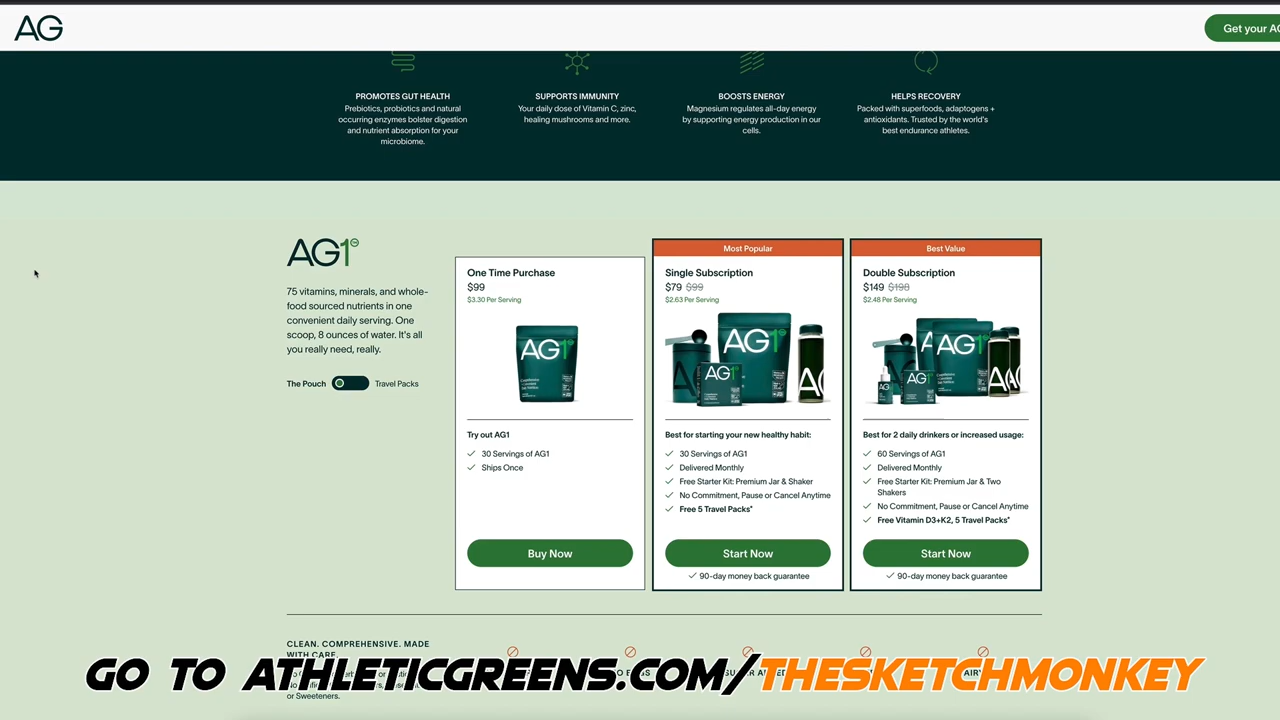 AG
Get your AG
PROMOTES GUT HEALTH
Prebiotics, probiotics and natural
occurring enzymes bolster digestion
and nutrient absorption for your
microbiome.
SUPPORTS IMMUNITY
Your daily dose of Vitamin C, zinc,
healing mushrooms and more.
BOOSTS ENERGY
Magnesium regulates all-day energy
by supporting energy production in our
cells.
HELPS RECOVERY
Packed with superfoods, adaptogens +
antioxidants. Trusted by the world's
best endurance athletes.
AG1
75 vitamins, minerals, and whole-
food sourced nutrients in one
convenient daily serving. One
scoop, 8 ounces of water. It's all
you really need, really.
The Pouch Travel Packs
One Time Purchase
$99
$3.30 Per Serving
AG1
Try out AG1
30 Servings of AG1
Ships Once
Buy Now
Most Popular
Single Subscription
$79 $99
$2.63 Per Serving
AG1
AG1
Best for starting your new healthy habit:
30 Servings of AG1
Delivered Monthly
Free Starter Kit: Premium Jar & Shaker
No Commitment, Pause or Cancel Anytime
Free 5 Travel Packs*
Start Now
90-day money back guarantee
Best Value
Double Subscription
$149 $198
$2.48 Per Serving
AG1
AG1
Best for 2 daily drinkers or increased usage:
60 Servings of AG1
Delivered Monthly
Free Starter Kit: Premium Jar & Two
Shakers
No Commitment, Pause or Cancel Anytime
Free Vitamin D3+K2, 5 Travel Packs*
Start Now
90-day money back guarantee
CLEAN. COMPREHENSIVE. MADE
WITH CARE.
or Sweeteners.
GO TO ATHLETICGREENS.COM/THESKETCHMONKEY